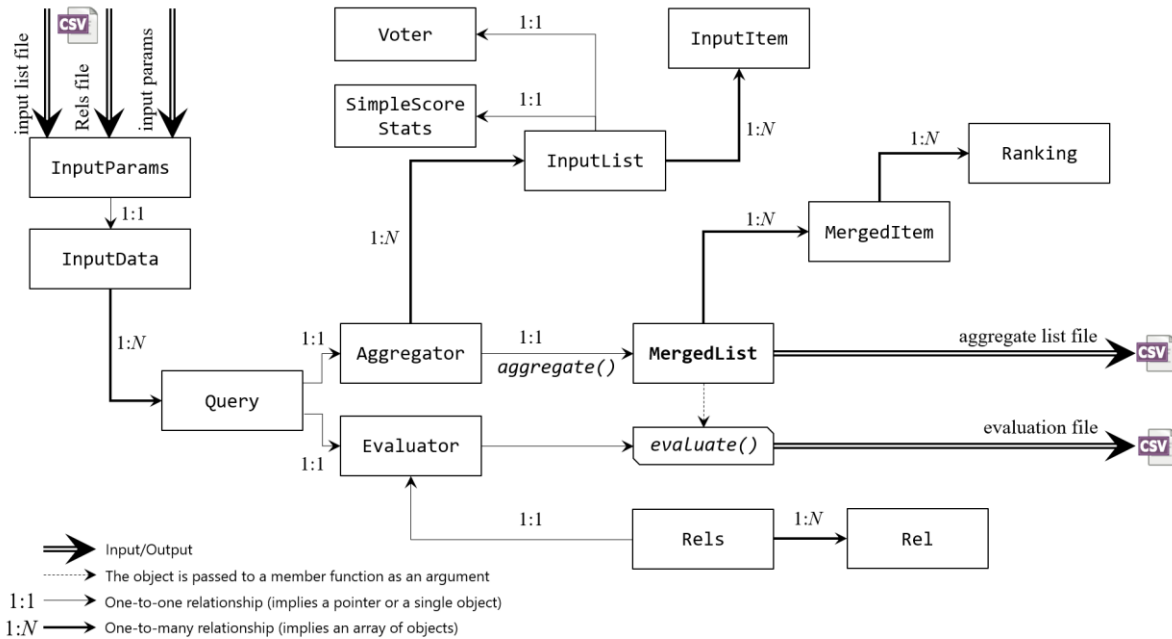 input list file
CSV
Rels file
input params
InputParams
1:1
InputData
1:N
Query
1:1
1:1
Aggregator
Evaluator
1:N
Voter
1:1
SimpleScore
Stats
1:1
InputList
InputItem
1:N
1:1
aggregate()
MergedList
1:N
MergedItem
1:N
Ranking
aggregate list file
CSV
evaluate()
evaluation file
CSV
1:1
Rels
1:N
Rel
Input/Output
The object is passed to a member function as an argument
1:1 One-to-one relationship (implies a pointer or a single object)
1:N One-to-many relationship (implies an array of objects)